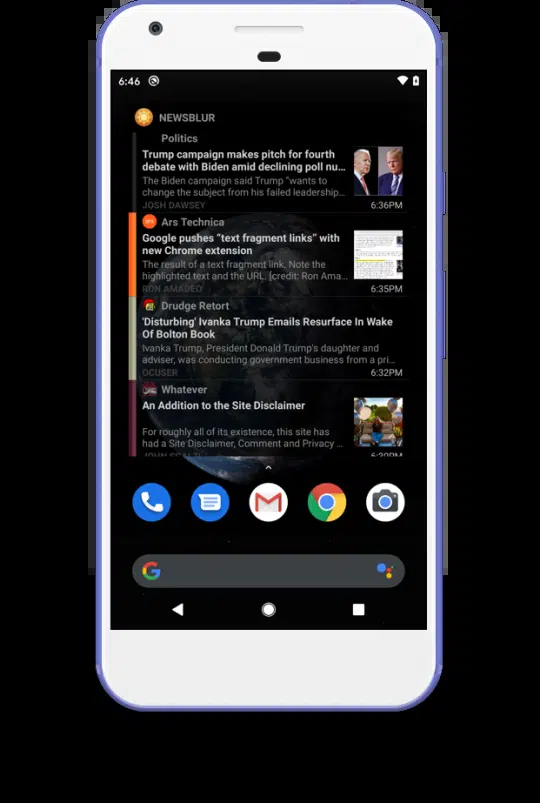 6:46
NEWSBLUR
Politics
Trump campaign makes pitch for fourth
debate with Biden amid declining poll nu...
The Biden campaign said Trump "wants to
change the subject from his failed leadership...
JOSH DAWSEY 6:36PM
Ars Technica
Google pushes “text fragment links” with
new Chrome extension
The result of a text fragment link. Note the
highlighted text and the URL. [credit: Ron Ama...
RON AMADEO 6:35PM
Drudge Retort
'Disturbing' Ivanka Trump Emails Resurface In Wake
Of Bolton Book
Ivanka Trump, President Donald Trump's daughter and
adviser, was conducting government business from a pri...
OCUSER 6:32PM
Whatever
An Addition to the Site Disclaimer
For roughly all of its existence, this site has
had a Site Disclaimer, Comment and Privacy ...
JOHN SCALZI 6:30PM